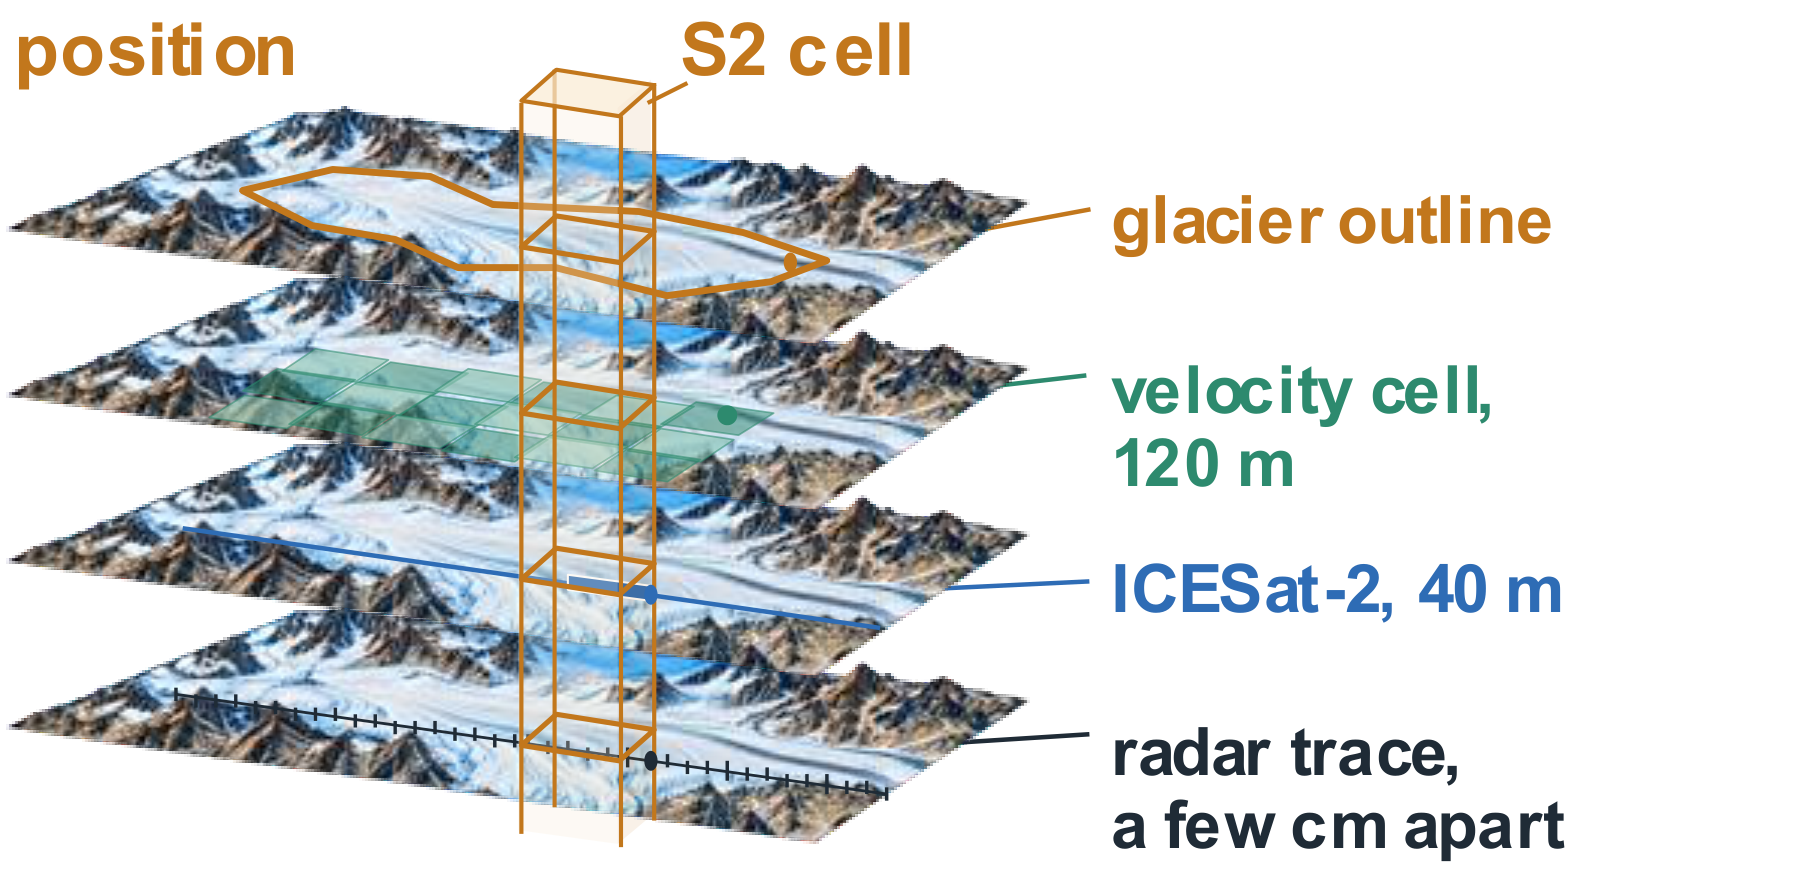 position
S2 cell
glacier outline
velocity cell,
120 m
ICESat-2, 40 m
radar trace,
a few cm apart